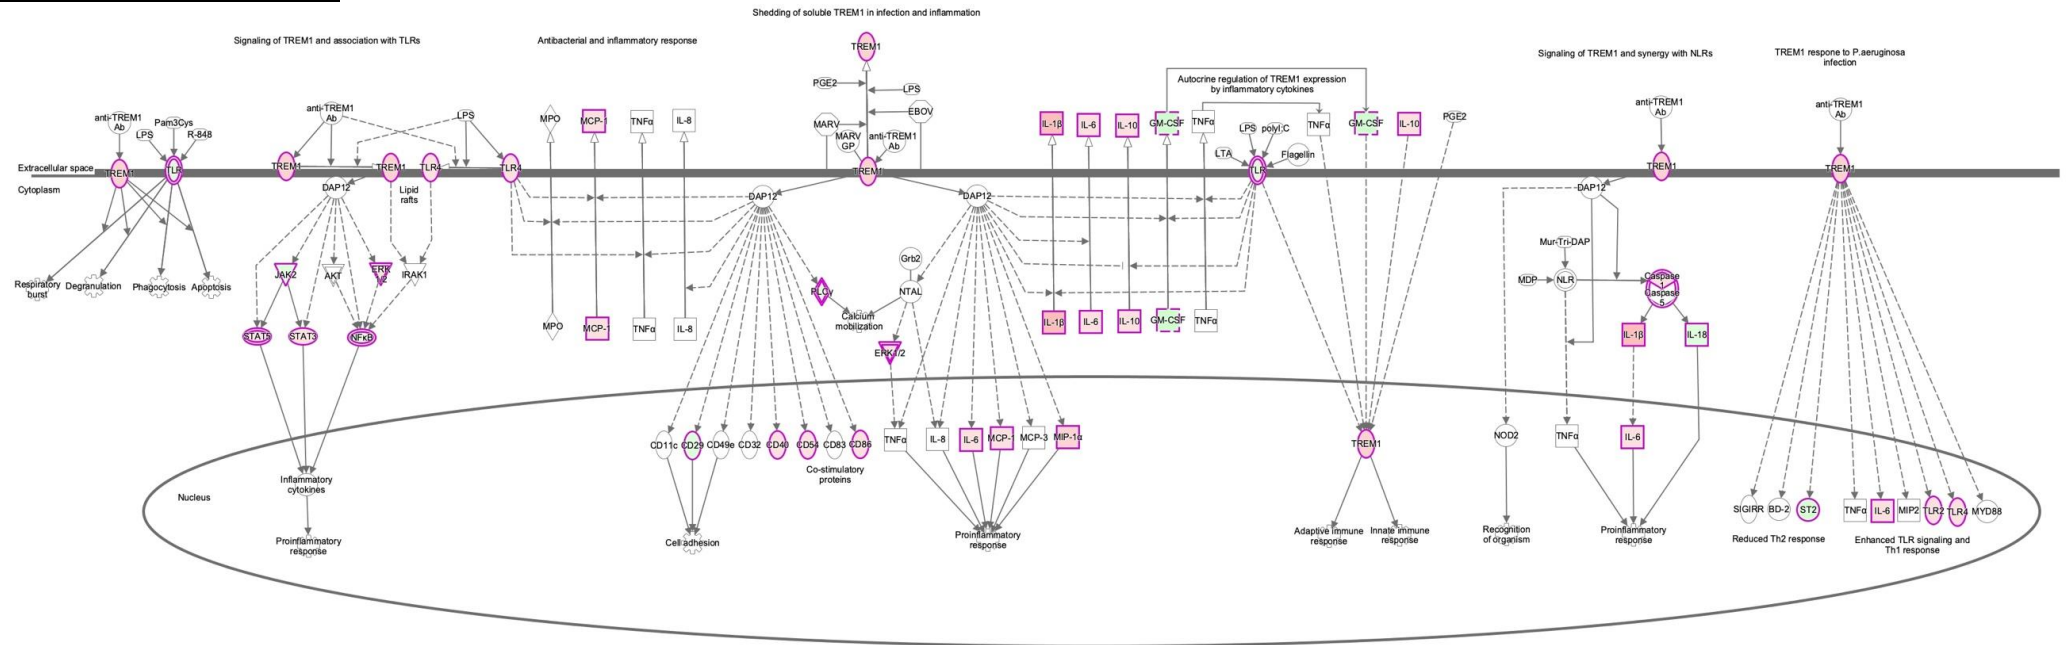 Shedding of soluble TREM1 in infection and inflammation
Signaling of TREM1 and association with TLRs
Antibacterial and inflammatory response
Signaling of TREM1 and synergy with NLRs
TREM1 respone to P.aeruginosa
infection
Autocrine regulation of TREM1 expression
by inflammatory cytokines
TREM1
PGE2
LPS
EBOV
MARV
MARV
GP
anti-TREM1
Ab
TREM1
anti-TREM1
Ab
LPS
Pam3Cys
R-848
TREM1
TLR
anti-TREM1
Ab
LPS
TREM1
TREM1
TLR4
TLR4
MPO
MCP-1
TNFα
IL-8
IL-1β
IL-6
IL-10
GM-CSF
TNFα
TNFα
GM-CSF
IL-10
PGE2
LPS
polyI:C
LTA
Flagellin
TLR
anti-TREM1
Ab
TREM1
anti-TREM1
Ab
TREM1
Extracellular space
Cytoplasm
DAP12
Lipid
rafts
DAP12
DAP12
DAP12
Respiratory
burst
Degranulation
Phagocytosis
Apoptosis
JAK2
AKT
ERK
1/2
IRAK1
STAT5
STAT3
NFκB
MPO
MCP-1
TNFα
IL-8
PLCγ
Grb2
NTAL
Calcium
mobilization
ERK1/2
IL-1β
IL-6
IL-10
GM-CSF
TNFα
Mur-Tri-DAP
MDP
NLR
Caspase
1
Caspase
5
IL-1β
IL-18
CD11c
CD29
CD49e
CD32
CD40
CD54
CD83
CD86
Co-stimulatory
proteins
TNFα
IL-8
IL-6
MCP-1
MCP-3
MIP-1α
TREM1
NOD2
TNFα
IL-6
Nucleus
Inflammatory
cytokines
Proinflammatory
response
Cell adhesion
Proinflammatory
response
Adaptive immune
response
Innate immune
response
Recognition
of organism
Proinflammatory
response
SIGIRR
BD-2
ST2
TNFα
IL-6
MIP2
TLR2
TLR4
MYD88
Reduced Th2 response
Enhanced TLR signaling and
Th1 response